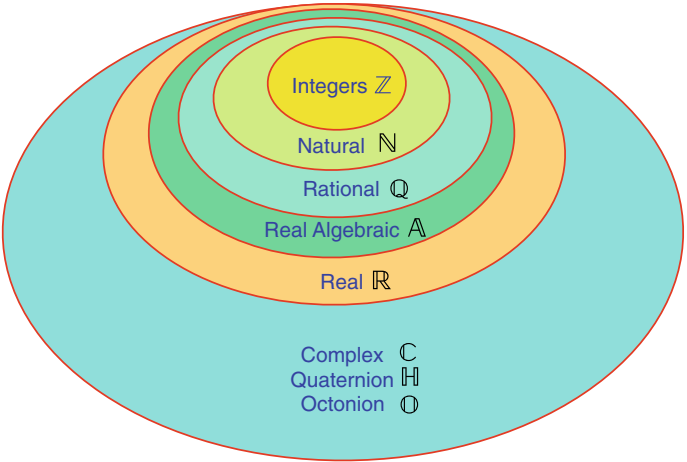 Integers ℤ
Natural ℕ
Rational ℚ
Real Algebraic 𝔸
Real ℝ
Complex ℂ
Quaternion ℍ
Octonion 𝕆